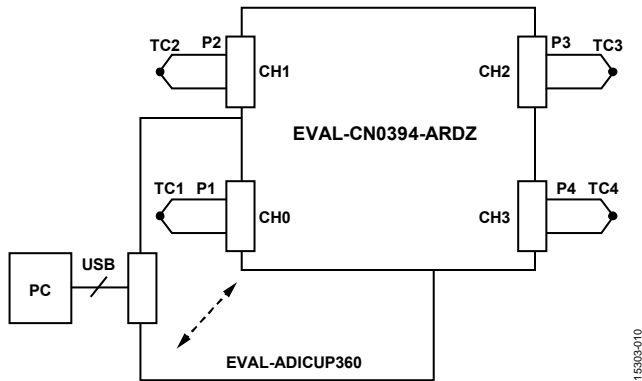 TC2 P2
CH1
P3 TC3
CH2
EVAL-CN0394-ARDZ
TC1 P1
CH0
P4 TC4
CH3
USB
PC
EVAL-ADICUP360
15303-010